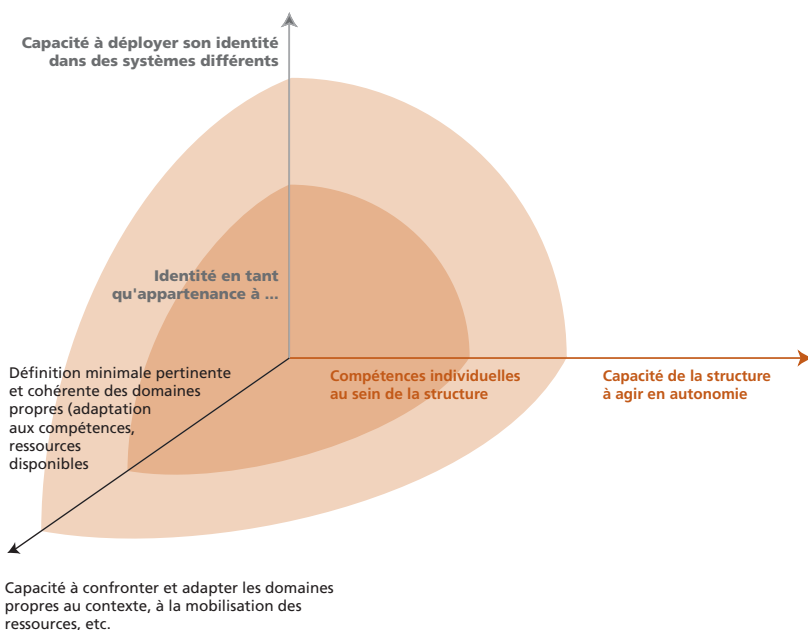 Capacité à déployer son identité
dans des systèmes différents
Identité en tant
qu'appartenance à ...
Définition minimale pertinente
et cohérente des domaines
propres (adaptation
aux compétences,
ressources
disponibles
Compétences individuelles
au sein de la structure
Capacité de la structure
à agir en autonomie
Capacité à confronter et adapter les domaines
propres au contexte, à la mobilisation des
ressources, etc.